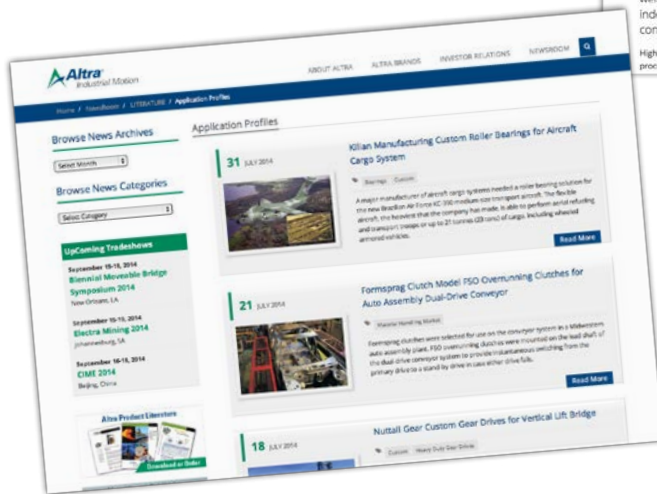 Altra
Industrial Motion
ABOUT ALTRA
ALTRA BRANDS
INVESTOR RELATIONS
NEWSROOM
Home / Newsroom / LITERATURE / Application Profiles
Browse News Archives
Select Month
Browse News Categories
Select Category
UpComing Tradeshows
September 15-18, 2014
Biennial Moveable Bridge
Symposium 2014
New Orleans, LA
September 15-19, 2014
Electra Mining 2014
Johannesburg, SA
September 16-18, 2014
CIME 2014
Beijing, China
Altra Product Literature
Download or Order
Application Profiles
31 JULY 2014
Kilian Manufacturing Custom Roller Bearings for Aircraft
Cargo System
Bearings Custom
A major manufacturer of aircraft cargo systems needed a roller bearing solution for
the new Brazilian Air Force KC-390 medium size transport aircraft. The flexible
aircraft, the heaviest that the company has made, is able to perform aerial refueling
and transport troops or up to 21 tonnes (23 tons) of cargo, including wheeled
armored vehicles.
Read More
21 JULY 2014
Formsprag Clutch Model FSO Overrunning Clutches for
Auto Assembly Dual-Drive Conveyor
Material Handling Market
Formsprag clutches were selected for use on the conveyor system in a Midwestern
auto assembly plant. FSO overrunning clutches were mounted on the lead shaft of
the dual drive conveyor system to provide instantaneous switching from the
primary drive to a stand by drive in case either drive fails.
Read More
18 JULY 2014
Nuttall Gear Custom Gear Drives for Vertical Lift Bridge
Custom Heavy Duty Gear Drives